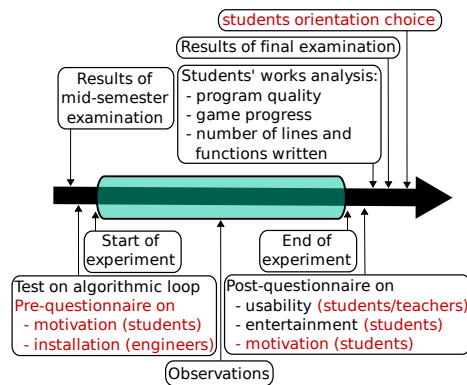 students orientation choice
Results of final examination
Results of
mid-semester
examination
Students' works analysis:
- program quality
- game progress
- number of lines and
functions written
Start of
experiment
End of
experiment
Test on algorithmic loop
Pre-questionnaire on
- motivation (students)
- installation (engineers)
Post-questionnaire on
- usability (students/teachers)
- entertainment (students)
- motivation (students)
Observations